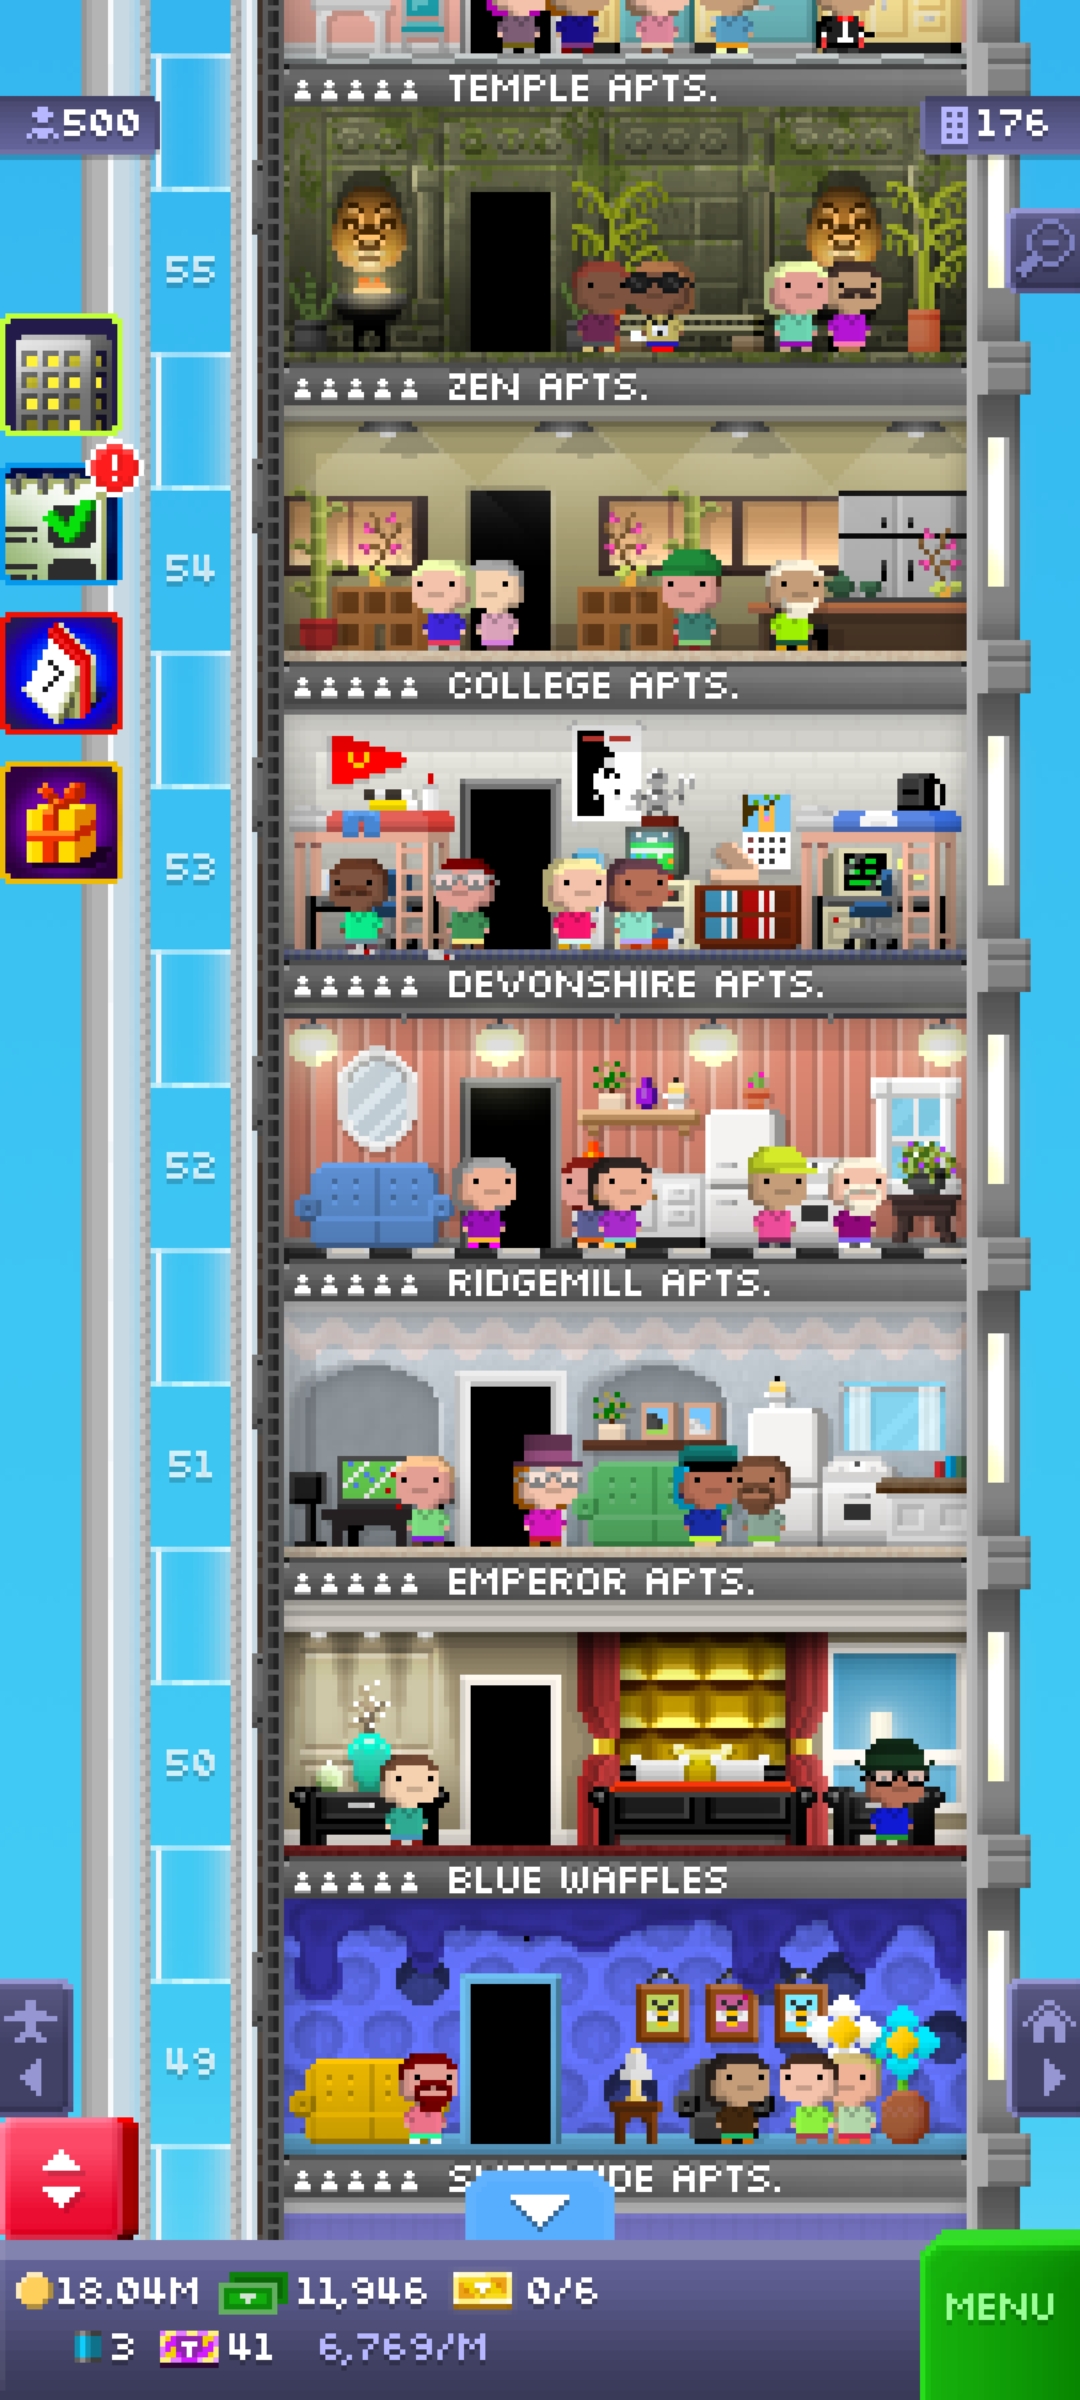 TEMPLE APTS.
500
176
55
ZEN APTS.
54
COLLEGE APTS.
53
DEVONSHIRE APTS.
52
RIDGEMILL APTS.
51
EMPEROR APTS.
50
BLUE WAFFLES
49
APTS.
18.04M 11,946 0/6
MENU
3 41 6,769/M